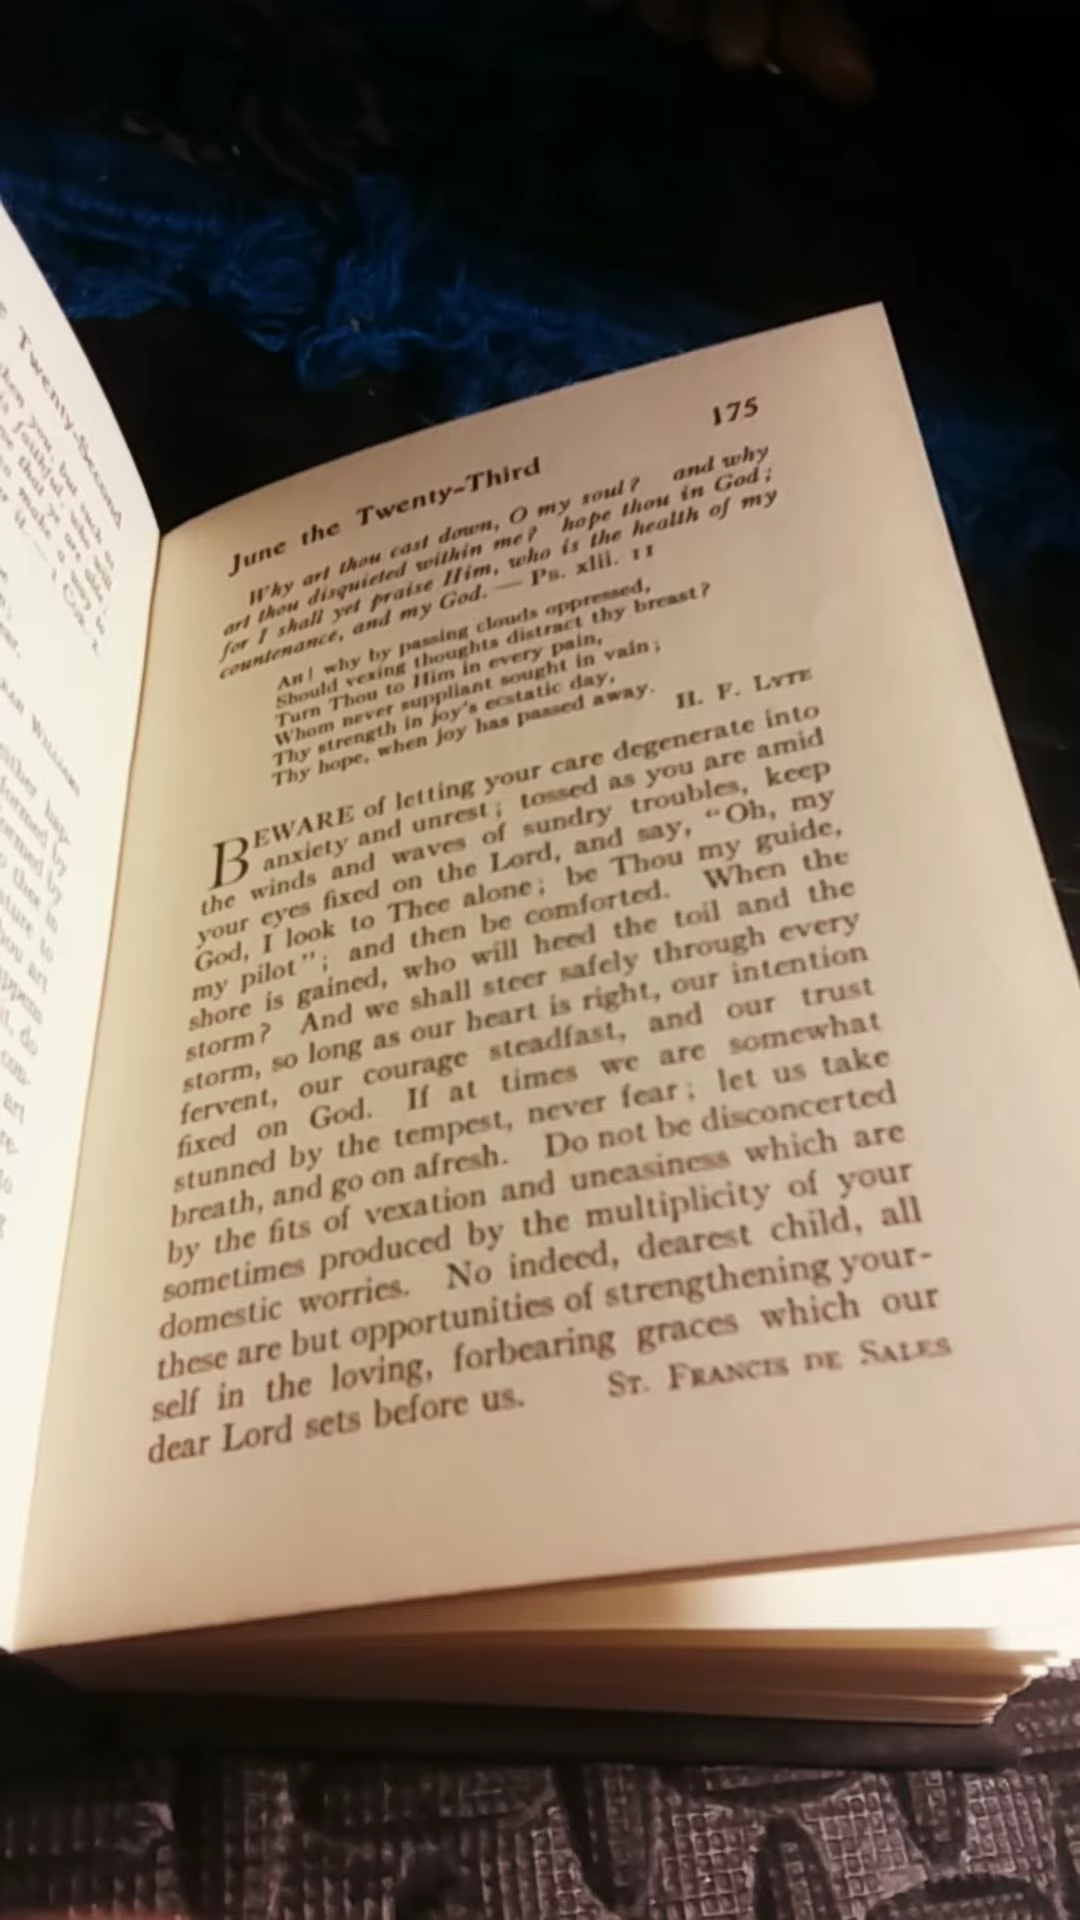 Twenty-Second
175
June the Twenty-Third
Why art thou cast down, O my soul? and why
art thou disquieted within me? hope thou in God;
for I shall yet praise Him, who is the health of my
countenance, and my God. — Ps. xlii. 11
Ah! why by passing clouds oppressed,
Should vexing thoughts distract thy breast?
Turn Thou to Him in every pain,
Whom never suppliant sought in vain;
Thy strength in joy's ecstatic day,
Thy hope, when joy has passed away.
H. F. Lyte
BEWARE of letting your care degenerate into
anxiety and unrest; tossed as you are amid
the winds and waves of sundry troubles, keep
your eyes fixed on the Lord, and say, "Oh, my
God, I look to Thee alone; be Thou my guide,
my pilot"; and then be comforted. When the
shore is gained, who will heed the toil and the
storm? And we shall steer safely through every
storm, so long as our heart is right, our intention
fervent, our courage steadfast, and our trust
fixed on God. If at times we are somewhat
stunned by the tempest, never fear; let us take
breath, and go on afresh. Do not be disconcerted
by the fits of vexation and uneasiness which are
sometimes produced by the multiplicity of your
domestic worries. No indeed, dearest child, all
these are but opportunities of strengthening your-
self in the loving, forbearing graces which our
dear Lord sets before us.
St. Francis de Sales